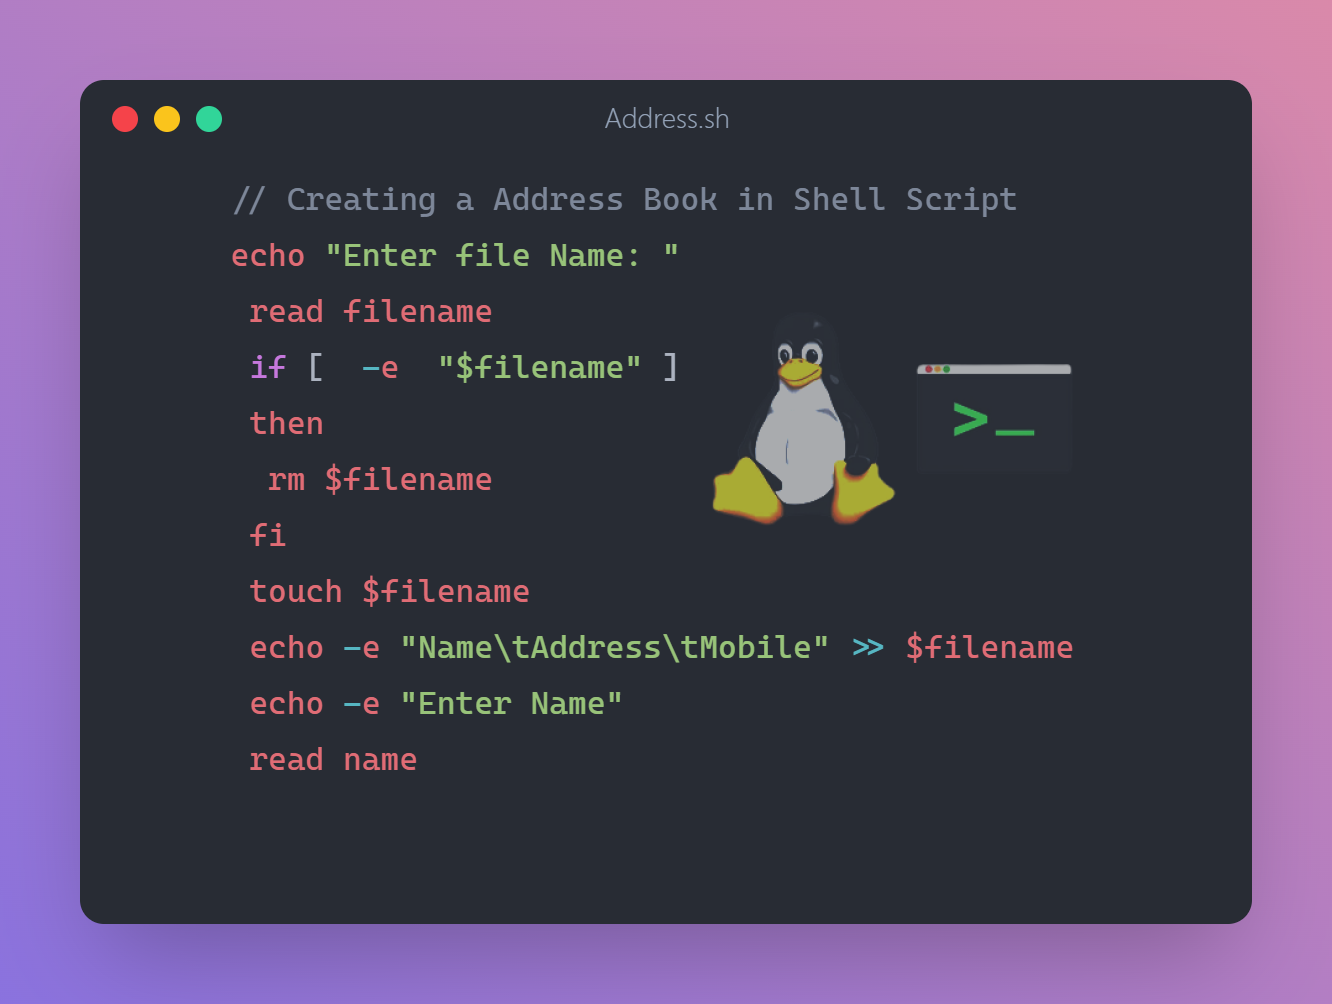 Address.sh
// Creating a Address Book in Shell Script
echo "Enter file Name: "
read filename
if [  -e  "$filename" ]
then
rm $filename
fi
touch $filename
echo -e "Name\tAddress\tMobile" >> $filename
echo -e "Enter Name"
read name
>_